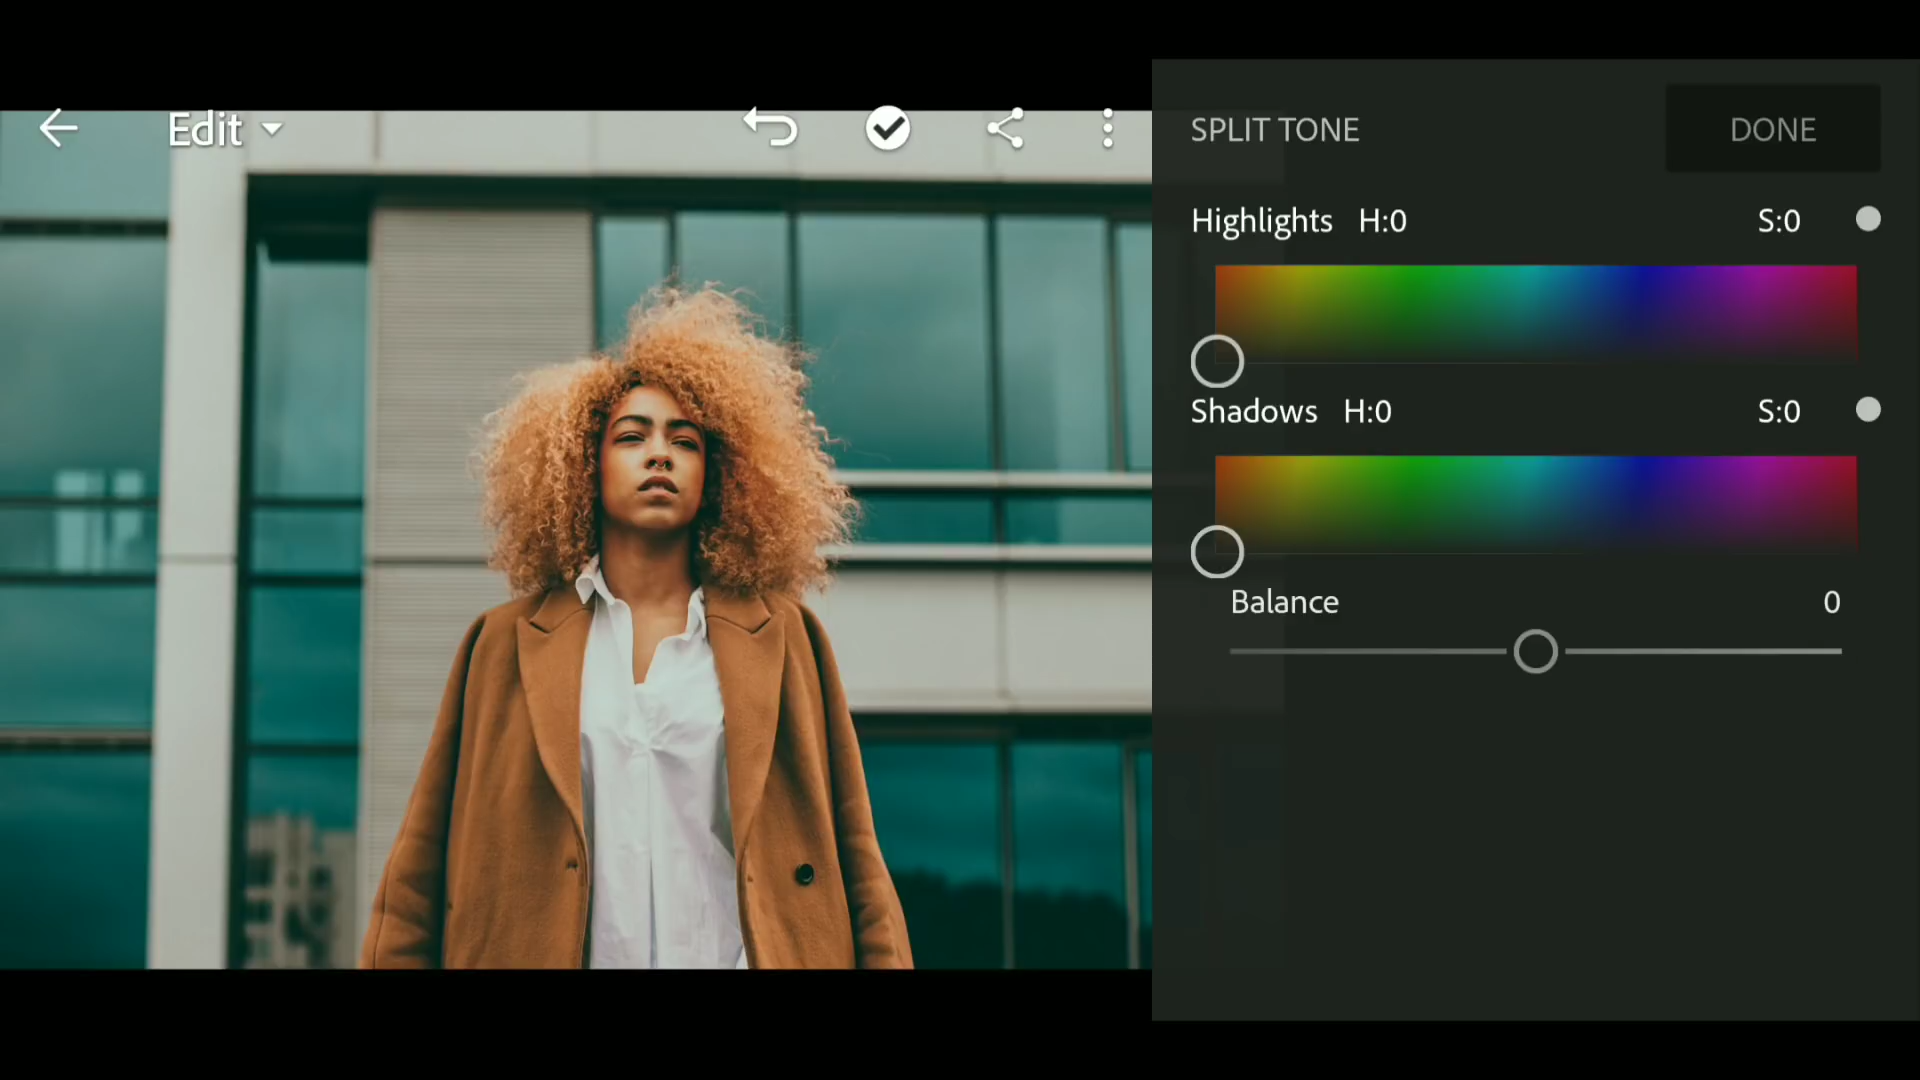 Edit
SPLIT TONE
DONE
Highlights H:0 S:0
Shadows H:0 S:0
Balance 0